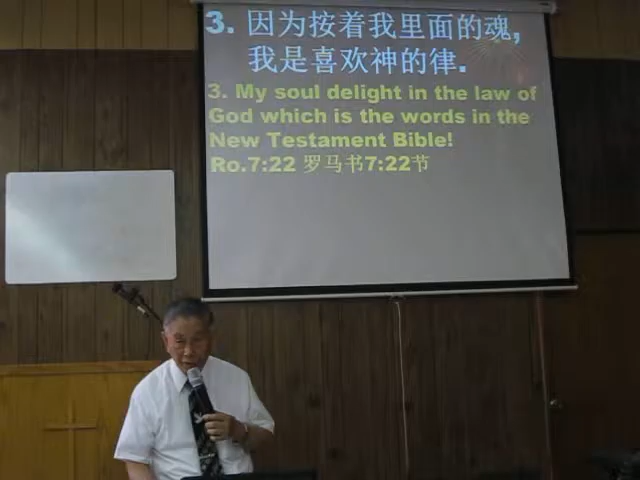 3. 因为按着我里面的魂,
我是喜欢神的律.
3. My soul delight in the law of
God which is the words in the
New Testament Bible!
Ro.7:22 罗马书7:22节